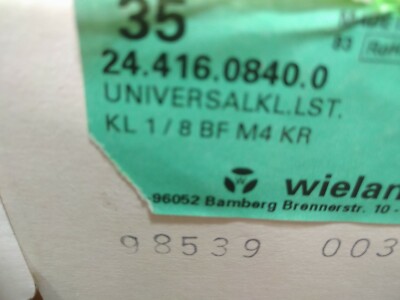 35
24.416.0840.0
UNIVERSALKL.LST.
KL 1/8 BF M4 KR
wielan
96052 Bamberg Brennerstr. 10 -
98539 003